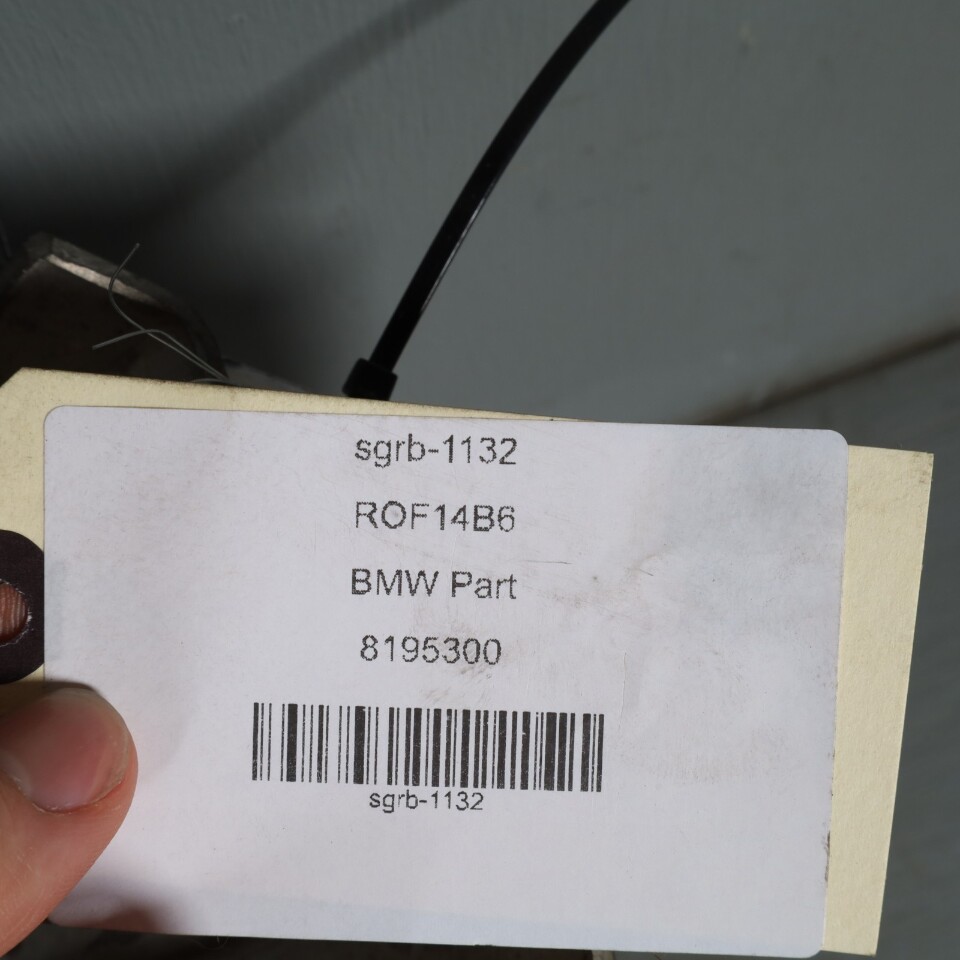 sgrb-1132
ROF14B6
BMW Part
8195300
sgrb-1132